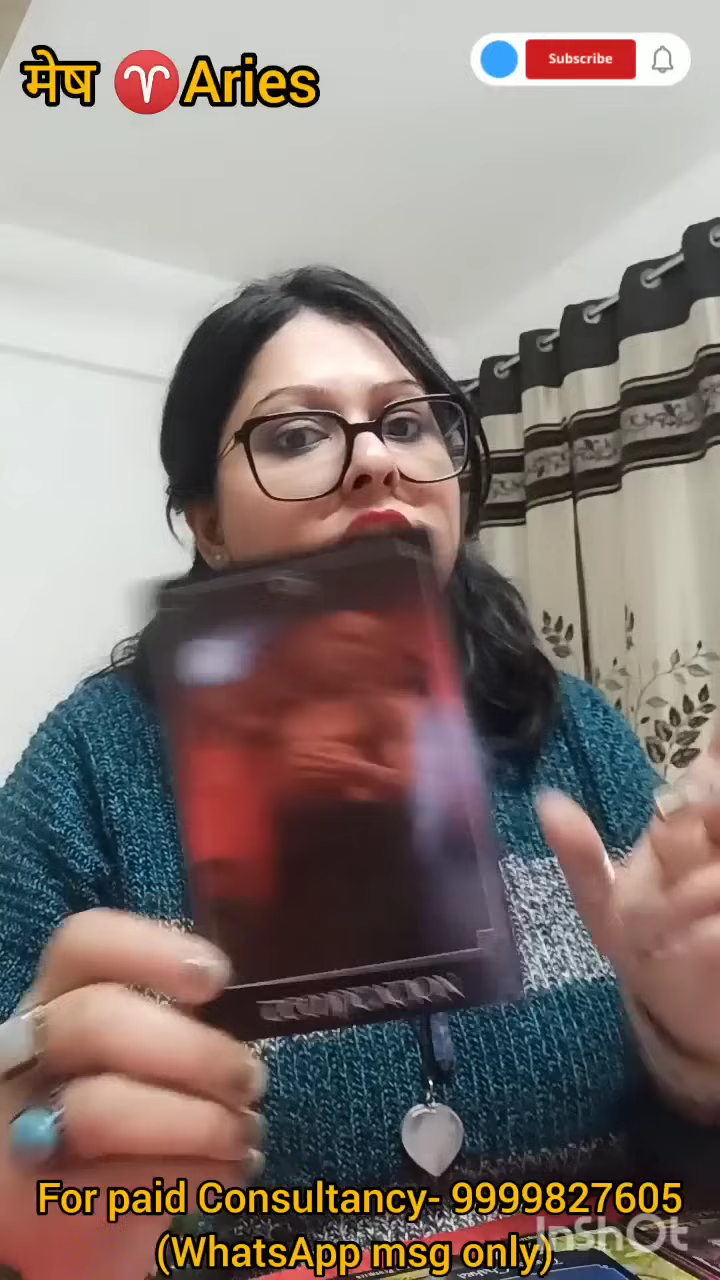 मेष ♈Aries
Subscribe
For paid Consultancy- 9999827605
(WhatsApp msg only)
InShOt